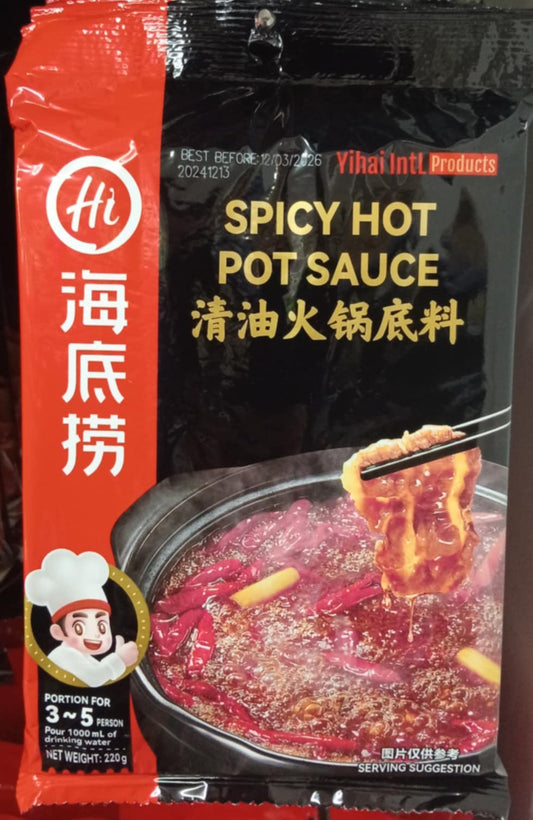 BEST BEFORE:12/03/2026
20241213
Yihai Intl Products
Hi
海底捞
SPICY HOT
POT SAUCE
清油火锅底料
PORTION FOR
3~5 PERSON
Pour 1000 mL of
drinking water
NET WEIGHT: 220g
图片仅供参考
SERVING SUGGESTION